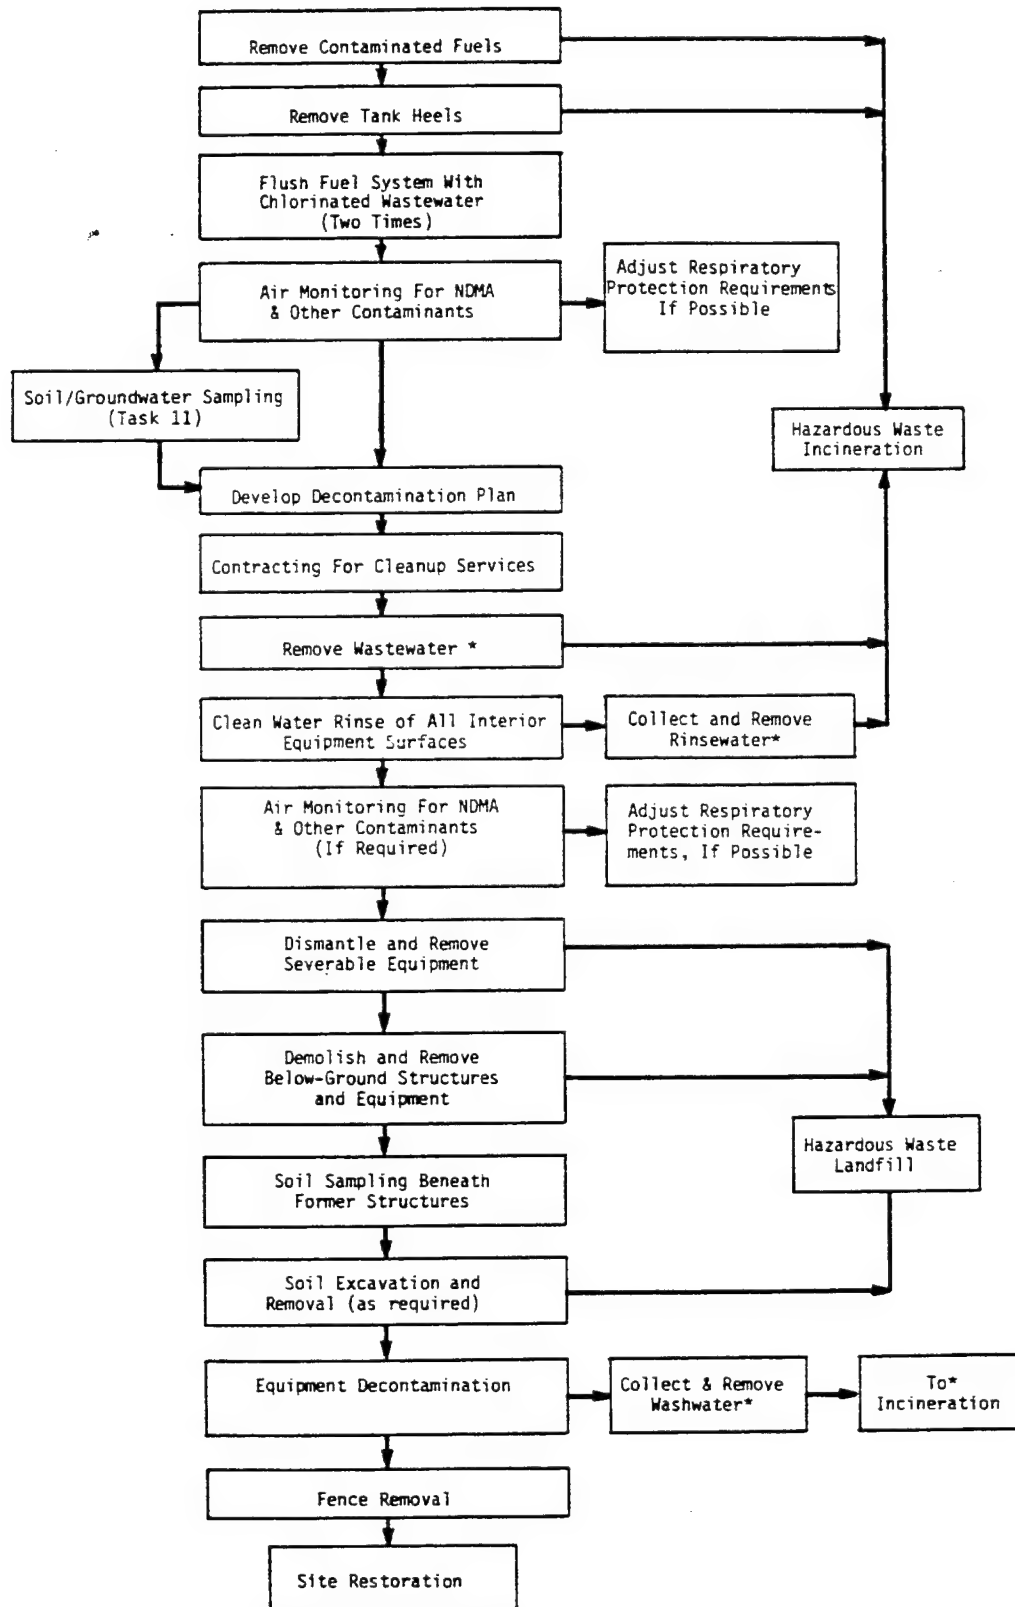 Remove Contaminated Fuels
Remove Tank Heels
Flush Fuel System With
Chlorinated Wastewater
(Two Times)
Air Monitoring For NDMA
& Other Contaminants
Adjust Respiratory
Protection Requirements
If Possible
Soil/Groundwater Sampling
(Task 11)
Hazardous Waste
Incineration
Develop Decontamination Plan
Contracting For Cleanup Services
Remove Wastewater *
Clean Water Rinse of All Interior
Equipment Surfaces
Collect and Remove
Rinsewater*
Air Monitoring For NDMA
& Other Contaminants
(If Required)
Adjust Respiratory
Protection Require-
ments, If Possible
Dismantle and Remove
Severable Equipment
Demolish and Remove
Below-Ground Structures
and Equipment
Hazardous Waste
Landfill
Soil Sampling Beneath
Former Structures
Soil Excavation and
Removal (as required)
Equipment Decontamination
Collect & Remove
Washwater*
To*
Incineration
Fence Removal
Site Restoration